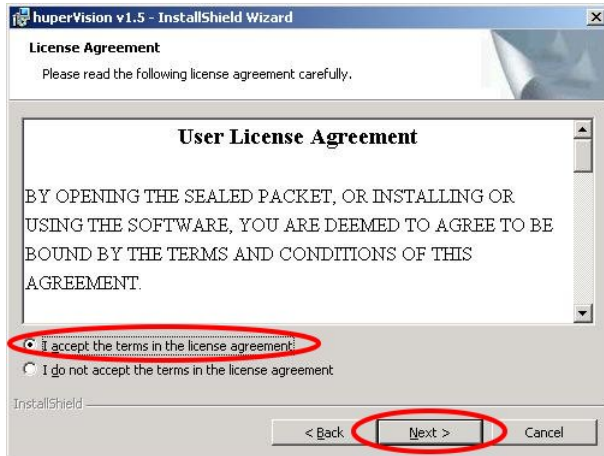 huperVision v1.5 - InstallShield Wizard
License Agreement
Please read the following license agreement carefully.
User License Agreement
BY OPENING THE SEALED PACKET, OR INSTALLING OR
USING THE SOFTWARE, YOU ARE DEEMED TO AGREE TO BE
BOUND BY THE TERMS AND CONDITIONS OF THIS
AGREEMENT.
I accept the terms in the license agreement
I do not accept the terms in the license agreement
InstallShield
< Back Next > Cancel